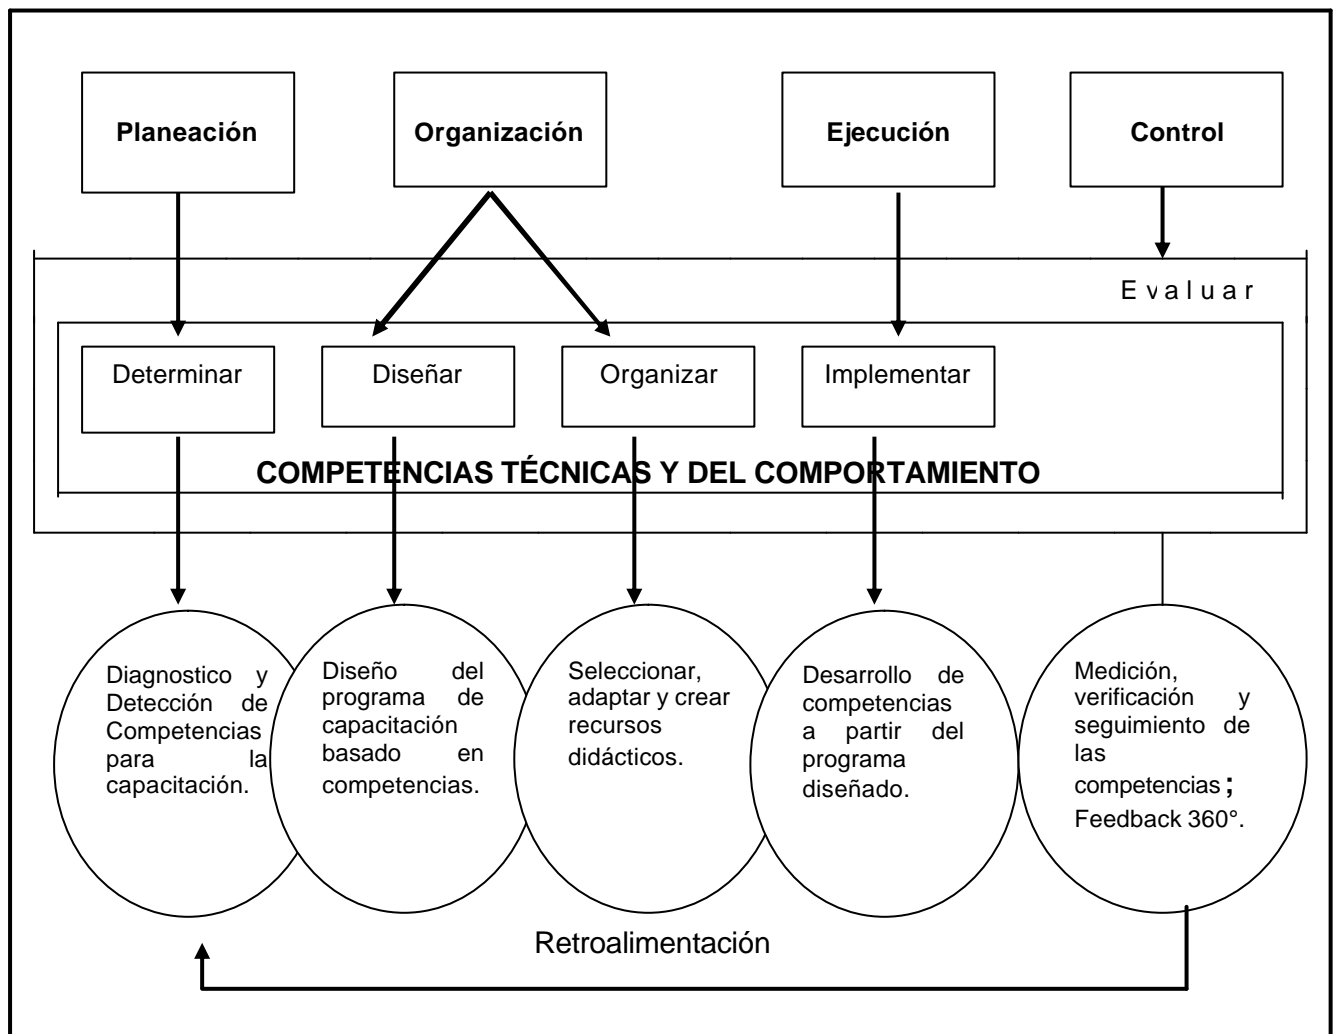 Planeación
Organización
Ejecución
Control
E v a l u a r
Determinar
Diseñar
Organizar
Implementar
COMPETENCIAS TÉCNICAS Y DEL COMPORTAMIENTO
Diagnostico y
Detección de
Competencias
para la
capacitación.
Diseño del
programa de
capacitación
basado en
competencias.
Seleccionar,
adaptar y crear
recursos
didácticos.
Desarrollo de
competencias
a partir del
programa
diseñado.
Medición,
verificación y
seguimiento de
las
competencias;
Feedback 360°.
Retroalimentación